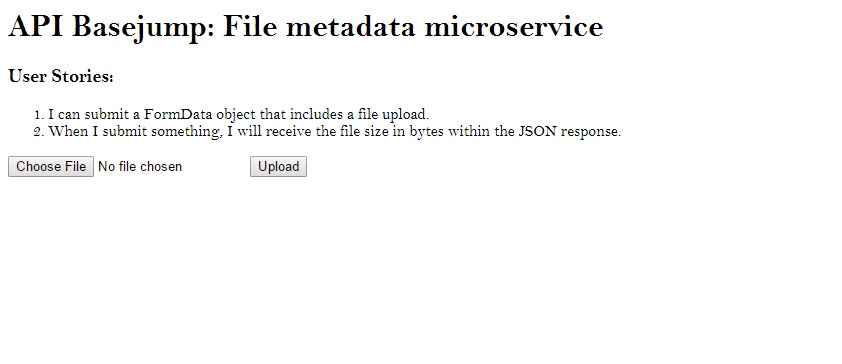 API Basejump: File metadata microservice
User Stories:
1. I can submit a FormData object that includes a file upload.
2. When I submit something, I will receive the file size in bytes within the JSON response.
Choose File No file chosen Upload